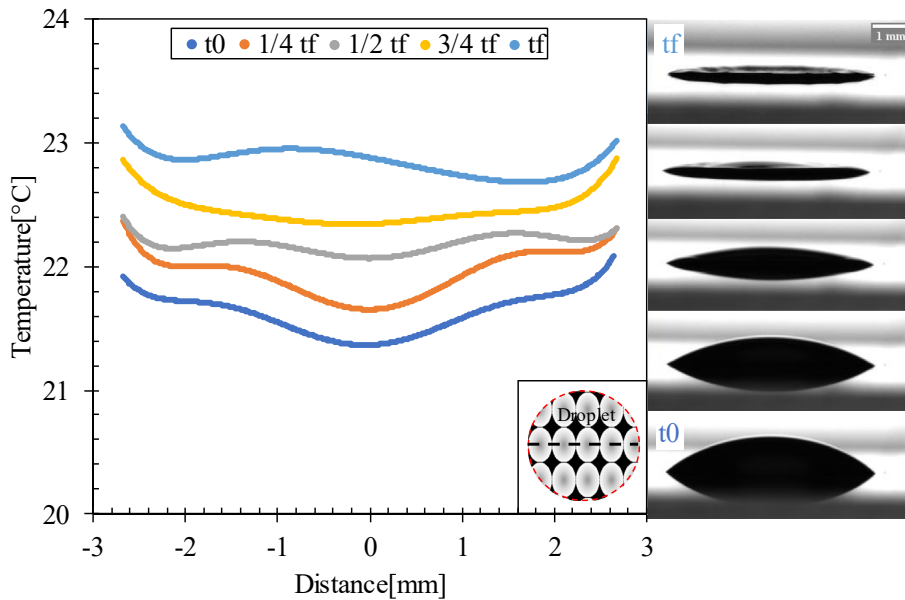 24
23
22
21
20
Temperature[°C]
t0 1/4 tf 1/2 tf 3/4 tf tf
Droplet
-3 -2 -1 0 1 2 3
Distance[mm]
tf
1 mm
t0